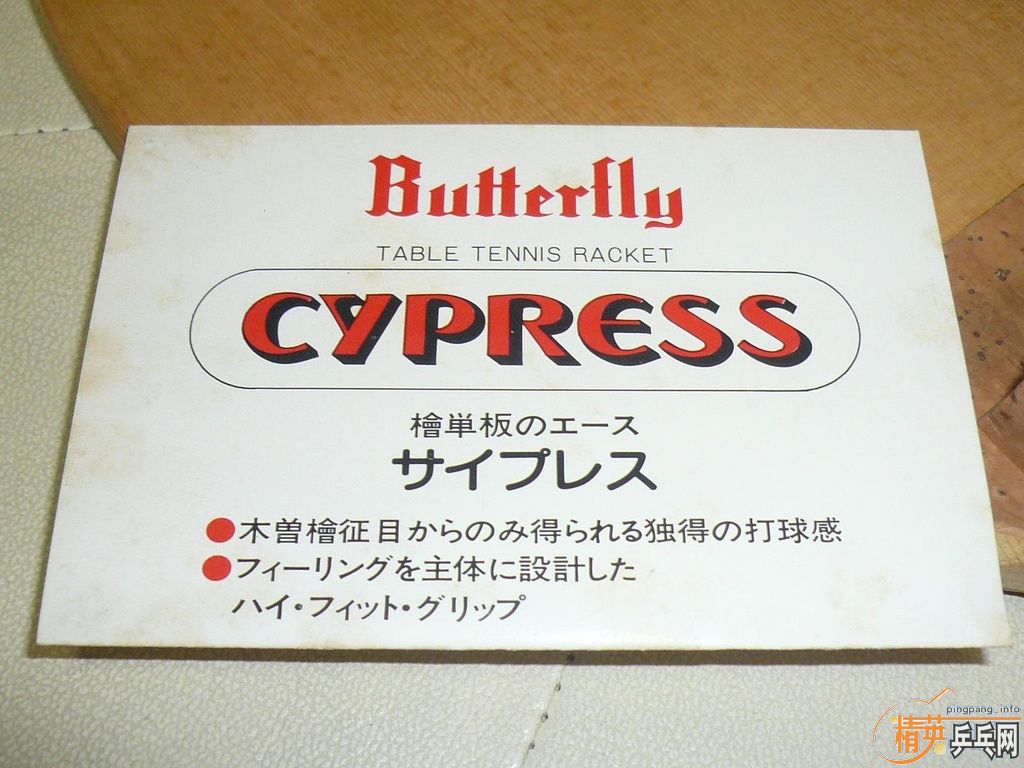 Butterfly
TABLE TENNIS RACKET
CYPRESS
檜単板のエース
サイプレス
●木曽檜征目からのみ得られる独得の打球感
●フィーリングを主体に設計した
ハイ・フィット・グリップ
pingpang.info
精英乒乓网